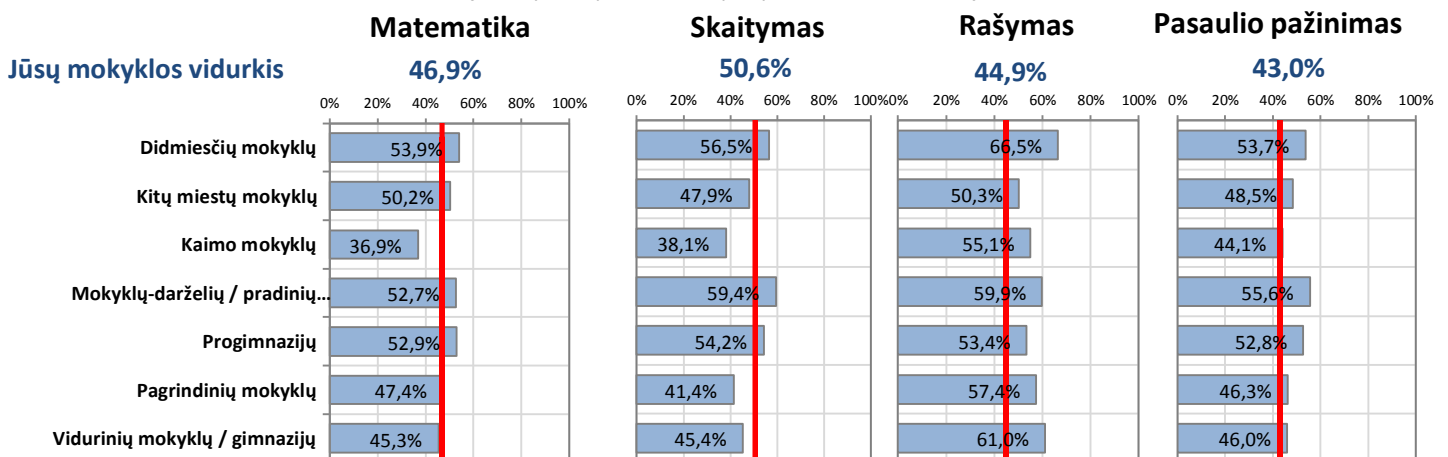 Matematika Skaitymas Rašymas Pasaulio pažinimas
Jūsų mokyklos vidurkis 46,9% 50,6% 44,9% 43,0%
0% 20% 40% 60% 80% 100% 0% 20% 40% 60% 80% 100% 0% 20% 40% 60% 80% 100% 0% 20% 40% 60% 80% 100%
Didmiesčių mokyklų 53,9% 56,5% 66,5% 53,7%
Kitų miestų mokyklų 50,2% 47,9% 50,3% 48,5%
Kaimo mokyklų 36,9% 38,1% 55,1% 44,1%
Mokyklų-darželių / pradinių... 52,7% 59,4% 59,9% 55,6%
Progimnazijų 52,9% 54,2% 53,4% 52,8%
Pagrindinių mokyklų 47,4% 41,4% 57,4% 46,3%
Vidurinių mokyklų / gimnazijų 45,3% 45,4% 61,0% 46,0%